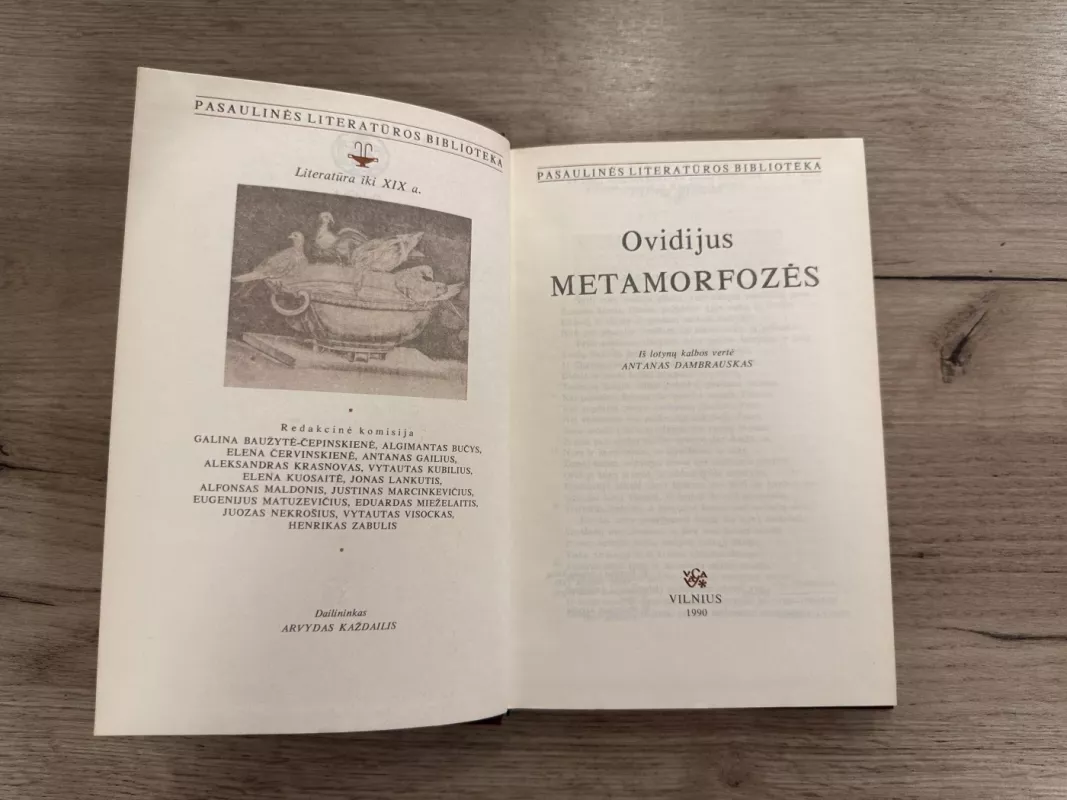 PASAULINĖS LITERATŪROS BIBLIOTEKA
Literatūra iki XIX a.
*
Redakcinė komisija
GALINA BAUŽYTĖ-ČEPINSKIENĖ, ALGIMANTAS BUČYS,
ELENA ČERVINSKIENĖ, ANTANAS GAILIUS,
ALEKSANDRAS KRASNOVAS, VYTAUTAS KUBILIUS,
ELENA KUOSAITĖ, JONAS LANKUTIS,
ALFONSAS MALDONIS, JUSTINAS MARCINKEVIČIUS,
EUGENIJUS MATUZEVIČIUS, EDUARDAS MIEŽELAITIS,
JUOZAS NEKROŠIUS, VYTAUTAS VISOCKAS,
HENRIKAS ZABULIS
*
Dailininkas
ARVYDAS KAŽDAILIS
PASAULINĖS LITERATŪROS BIBLIOTEKA
Ovidijus
METAMORFOZĖS
Iš lotynų kalbos vertė
ANTANAS DAMBRAUSKAS
VILNIUS
1990